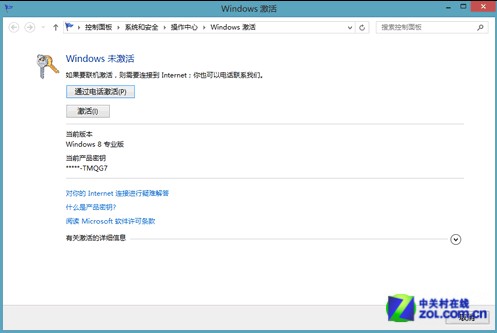 Windows 激活
控制面板 系统和安全 操作中心 Windows 激活
搜索控制面板
Windows 未激活
如果要联机激活，则需要连接到 Internet；你也可以电话联系我们。
通过电话激活(P)
激活(I)
当前版本
Windows 8 专业版
当前产品密钥
*****-TMQG7
对你的 Internet 连接进行疑难解答
什么是产品密钥?
阅读 Microsoft 软件许可条款
有关激活的详细信息
中关村在线
ZOL.COM.CN
取消